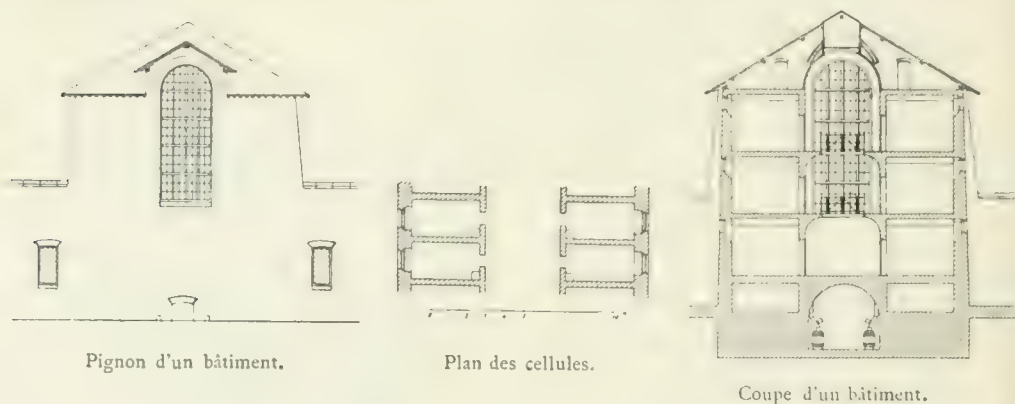 Pignon d'un bâtiment.
Plan des cellules.
Coupe d'un bâtiment.